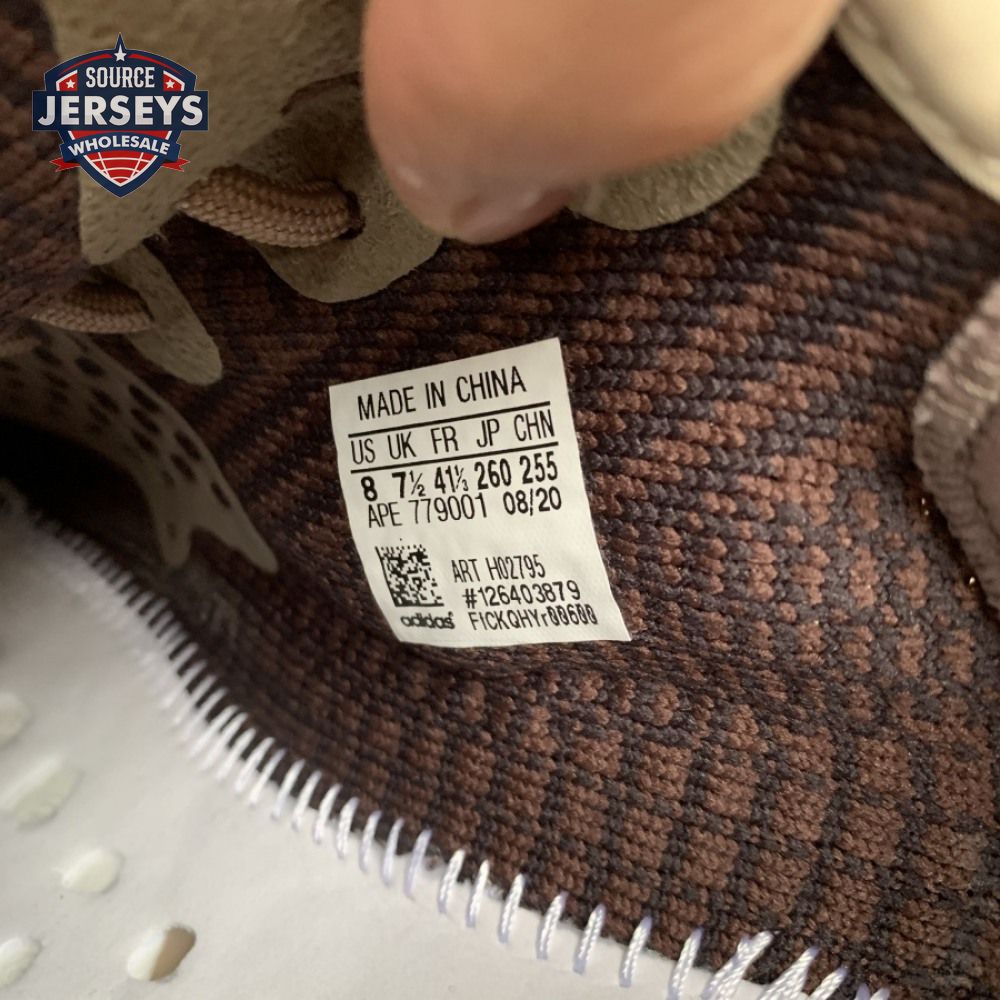 SOURCE
JERSEYS
WHOLESALE
MADE IN CHINA
US UK FR JP CHN
8 7½ 41⅓ 260 255
APE 779001 08/20
ART H02795
#126403879
adidas® FICKQHYr00600